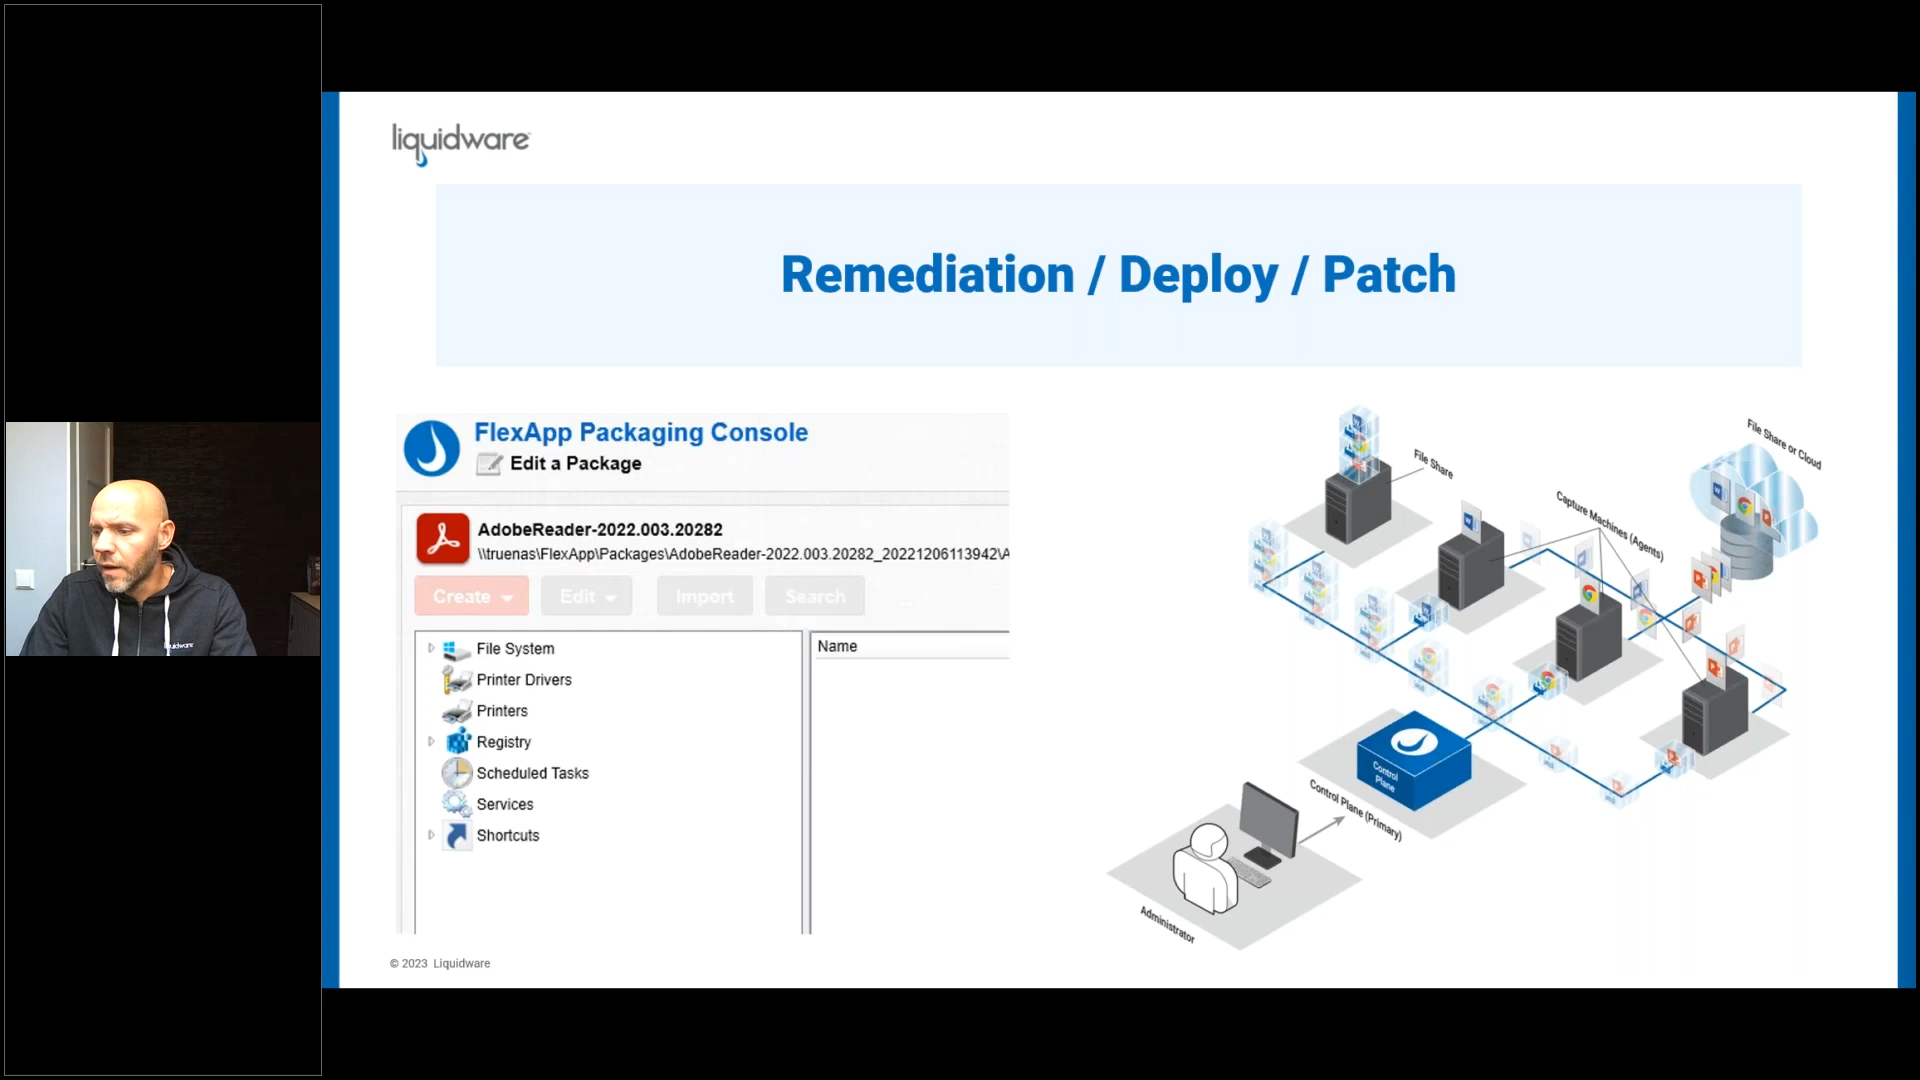 liquidware
Remediation / Deploy / Patch
FlexApp Packaging Console
Edit a Package
AdobeReader-2022.003.20282
\\truenas\FlexApp\Packages\AdobeReader-2022.003.20282_20221206113942\A
Create
Edit
Import
Search
File System
Printer Drivers
Printers
Registry
Scheduled Tasks
Services
Shortcuts
Name
File Share
File Share or Cloud
Capture Machines (Agents)
Control
Plane
Control Plane (Primary)
Administrator
liquidware
© 2023 Liquidware